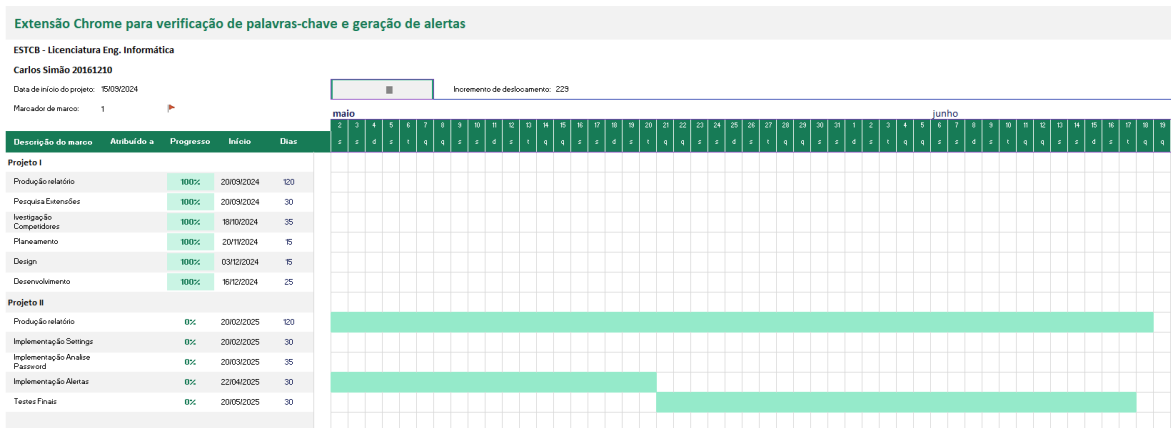 Extensão Chrome para verificação de palavras-chave e geração de alertas
ESTCB - Licenciatura Eng. Informática
Carlos Simão 20161210
Data de início do projeto: 15/09/2024 Incremento de deslocamento: 229
Marcador de marco: 1
maio junho
2 3 4 5 6 7 8 9 10 11 12 13 14 15 16 17 18 19 20 21 22 23 24 25 26 27 28 29 30 31 1 2 3 4 5 6 7 8 9 10 11 12 13 14 15 16 17 18 19
Descrição do marco Atribuído a Progresso Início Dias s s d s t q q s s d s t q q s s d s t q q s s d s t q q s s d s t q q s s d s t q q s s d s t q q
Projeto I
Produção relatório 100% 20/09/2024 120
Pesquisa Extensões 100% 20/09/2024 30
Ivestigação
Competidores 100% 18/10/2024 35
Planeamento 100% 20/11/2024 15
Design 100% 03/12/2024 15
Desenvolvimento 100% 16/12/2024 25
Projeto II
Produção relatório 0% 20/02/2025 120
Implementação Settings 0% 20/02/2025 30
Implementação Analise
Password 0% 20/03/2025 35
Implementação Alertas 0% 22/04/2025 30
Testes Finais 0% 20/05/2025 30